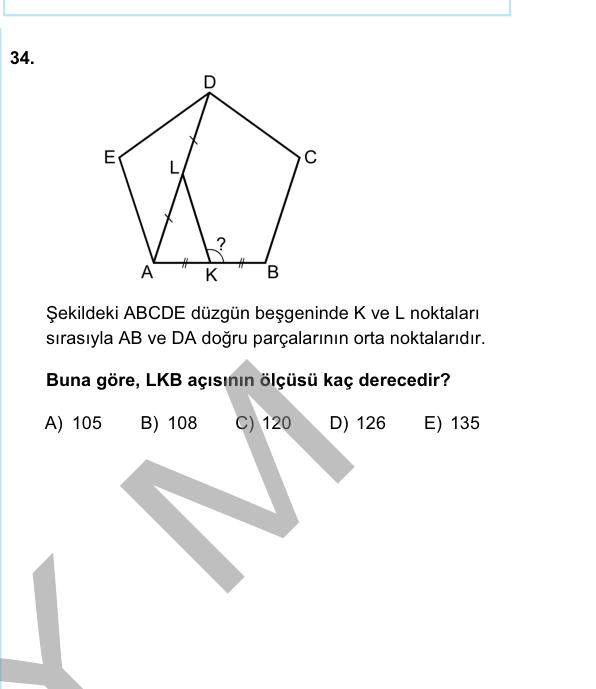 34.
D
E
C
L
?
A
K
B
Şekildeki ABCDE düzgün beşgeninde K ve L noktaları
sırasıyla AB ve DA doğru parçalarının orta noktalarıdır.
Buna göre, LKB açısının ölçüsü kaç derecedir?
A) 105 B) 108 C) 120 D) 126 E) 135
Y M